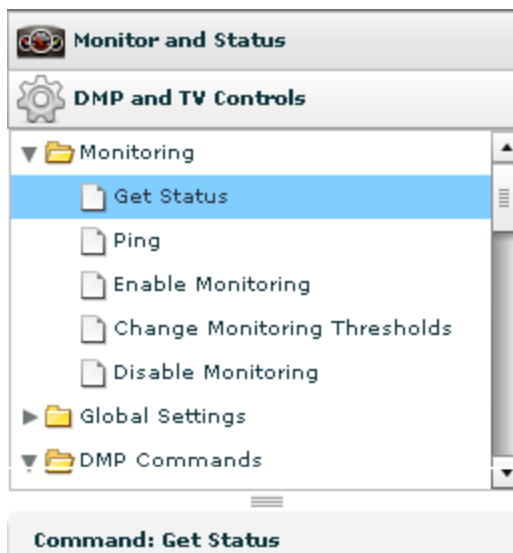 Monitor and Status
DMP and TV Controls
Monitoring
Get Status
Ping
Enable Monitoring
Change Monitoring Thresholds
Disable Monitoring
Global Settings
DMP Commands
Command: Get Status